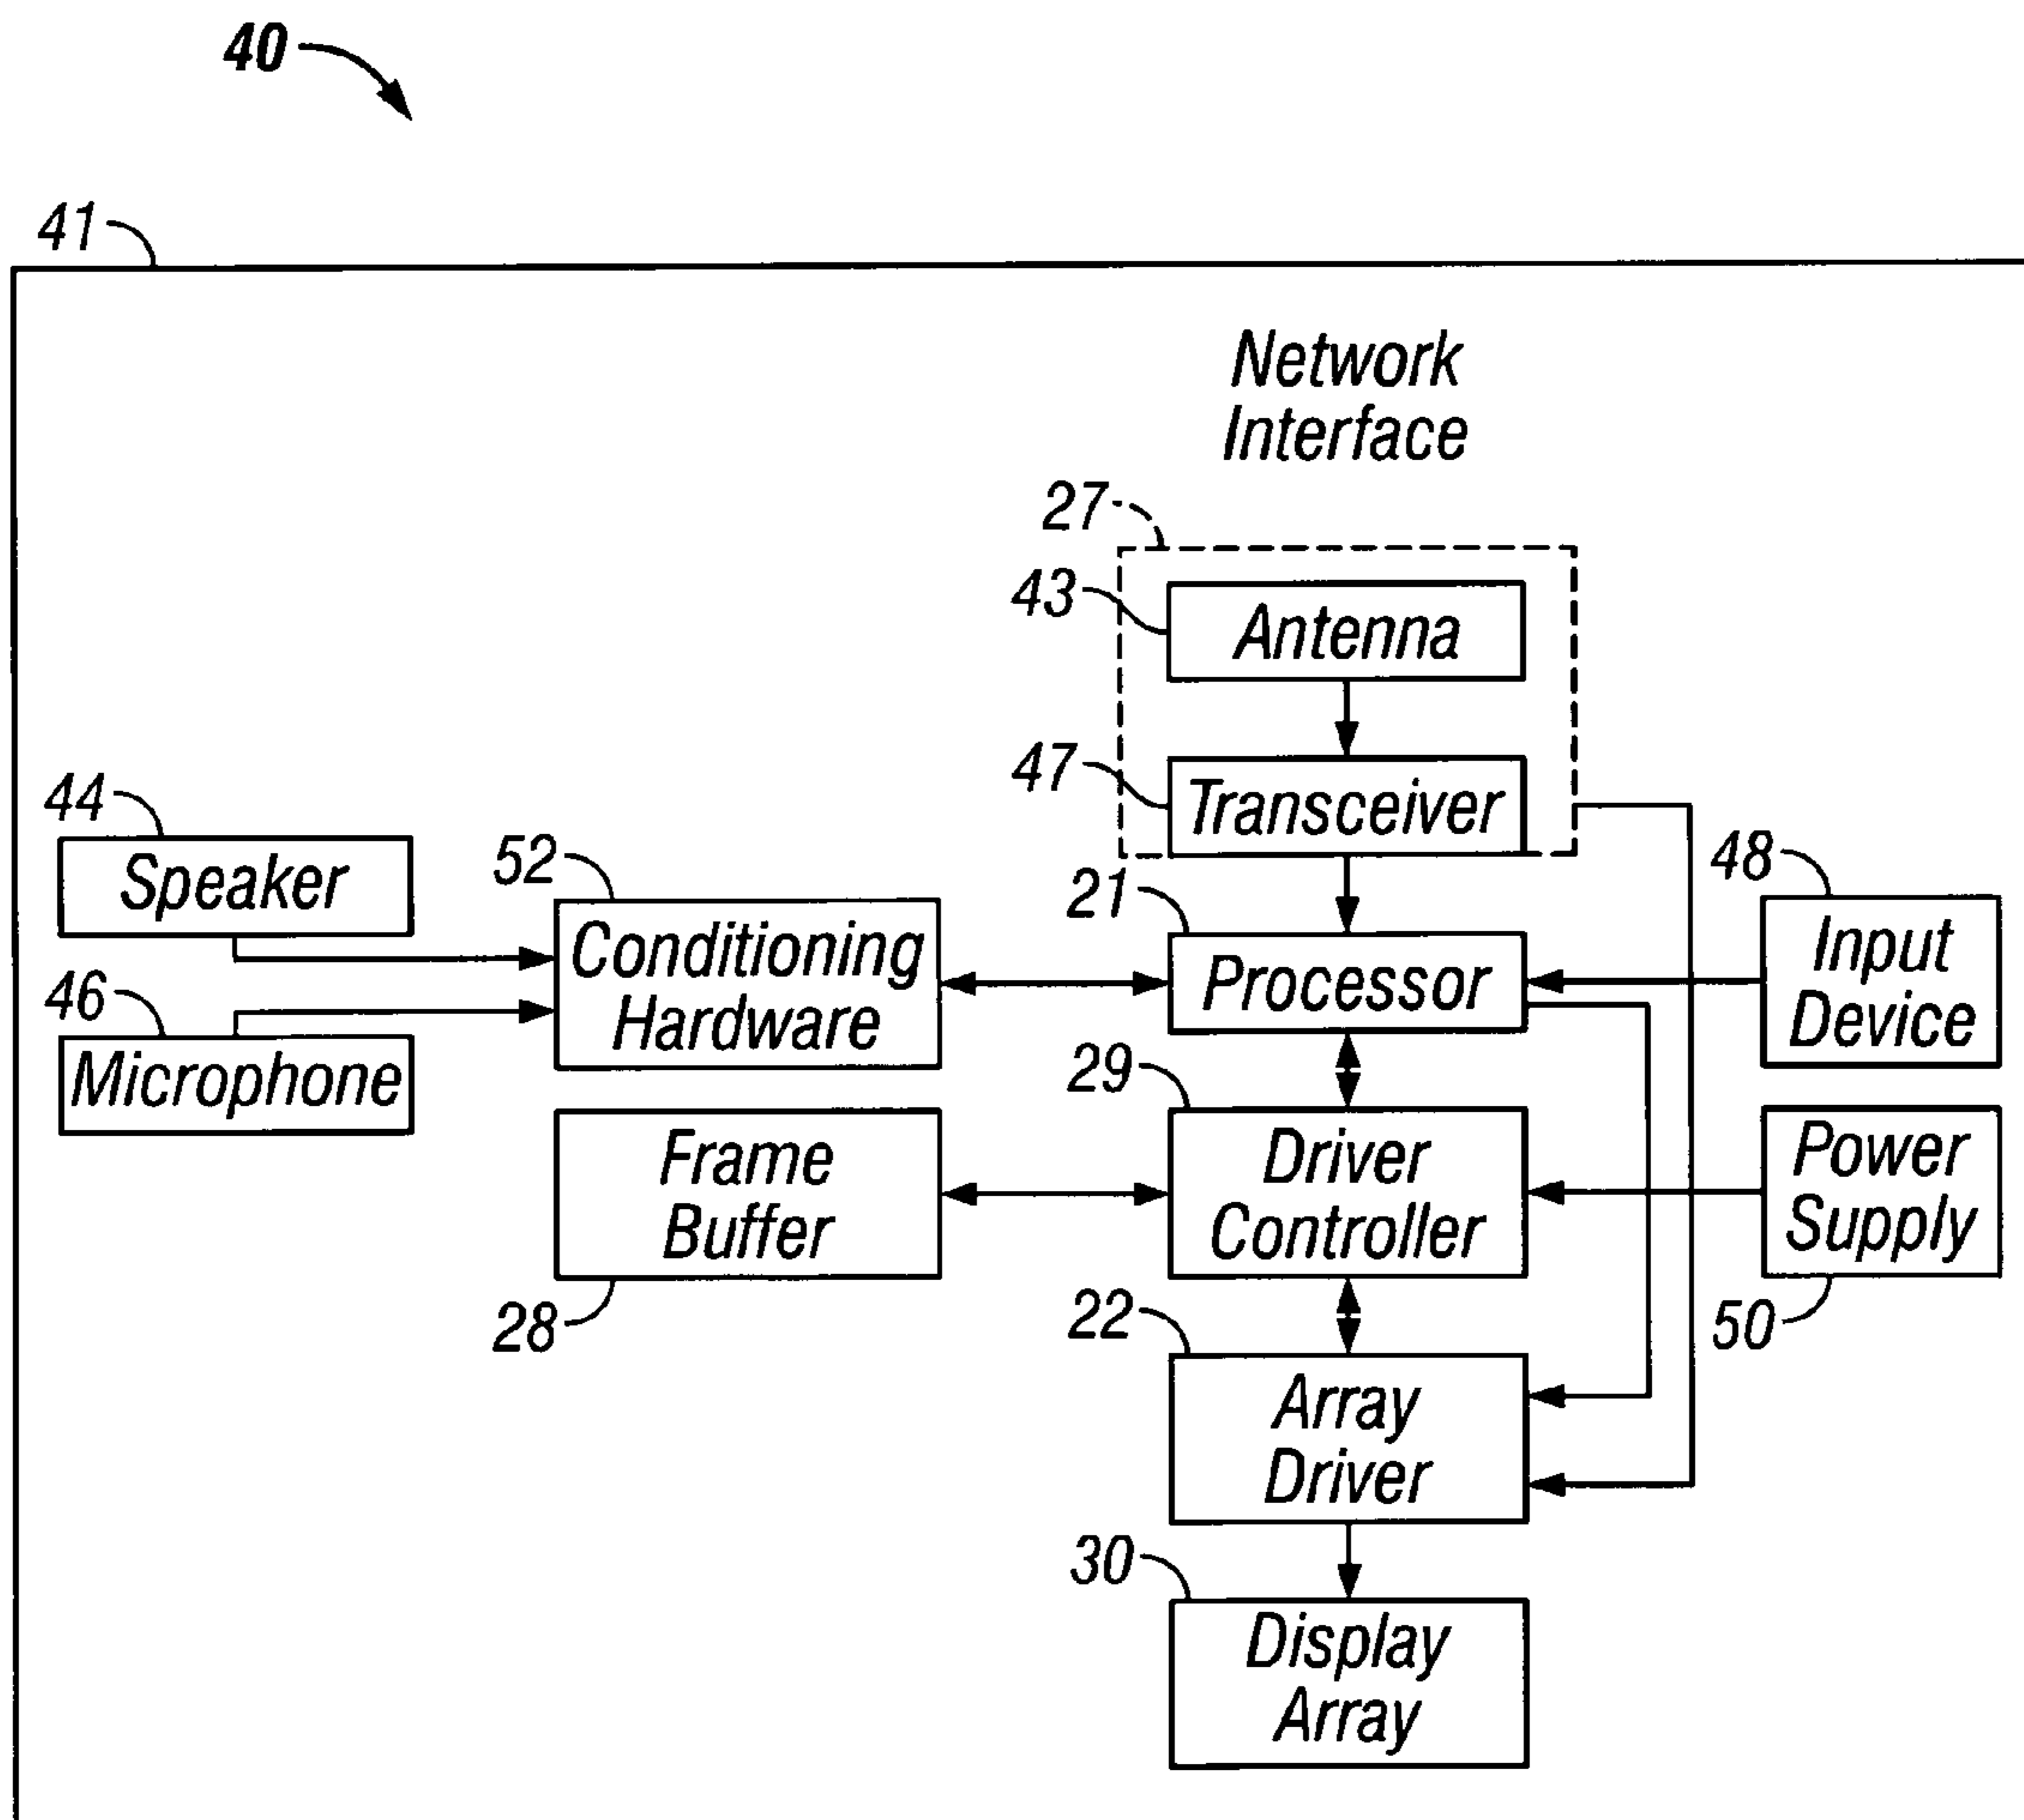 40
41
Network
Interface
27
43
Antenna
47
Transceiver
44
Speaker
52
Conditioning
Hardware
21
Processor
48
Input
Device
46
Microphone
29
Driver
Controller
Frame
Buffer
28
Power
Supply
50
22
Array
Driver
30
Display
Array